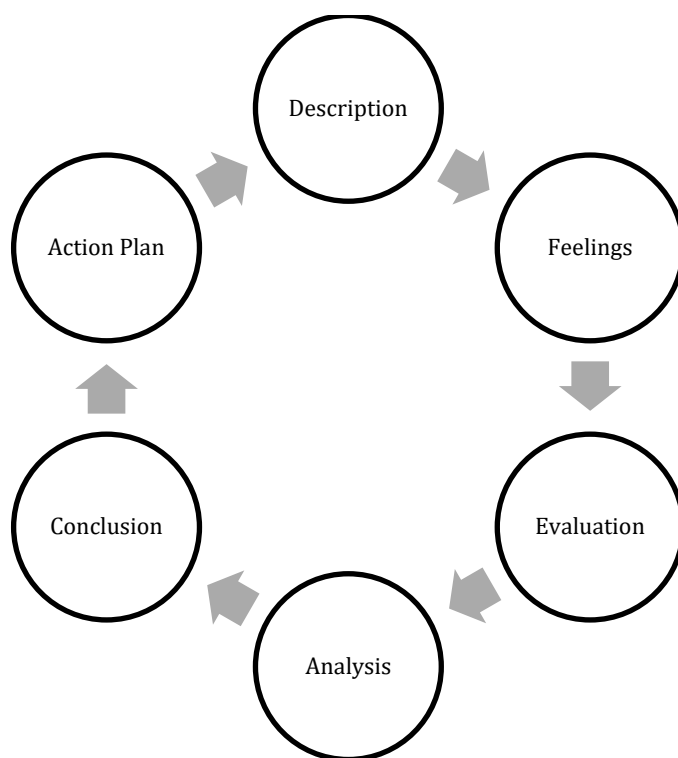 Description
Feelings
Evaluation
Analysis
Conclusion
Action Plan